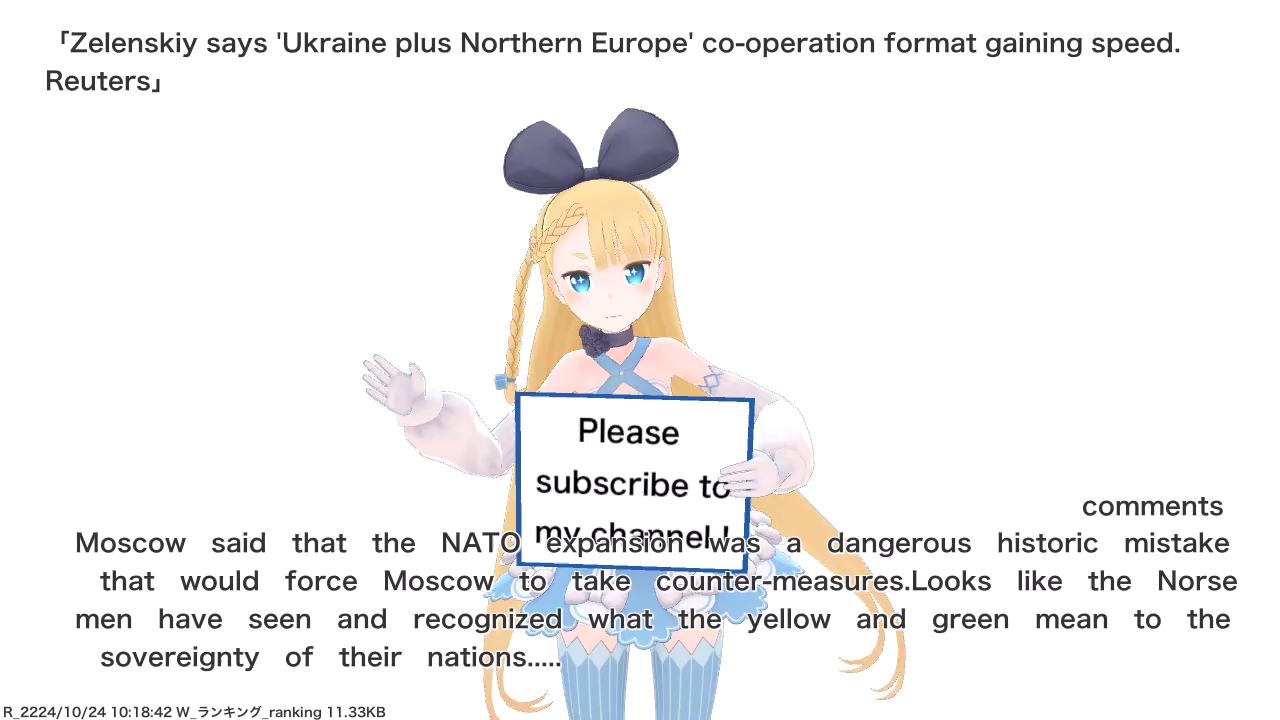 「Zelenskiy says 'Ukraine plus Northern Europe' co-operation format gaining speed.
Reuters」
Please
subscribe to
my channel !
comments
Moscow said that the NATO expansion was a dangerous historic mistake
that would force Moscow to take counter-measures.Looks like the Norse
men have seen and recognized what the yellow and green mean to the
sovereignty of their nations.....
R_2224/10/24 10:18:42 W_ランキング_ranking 11.33KB